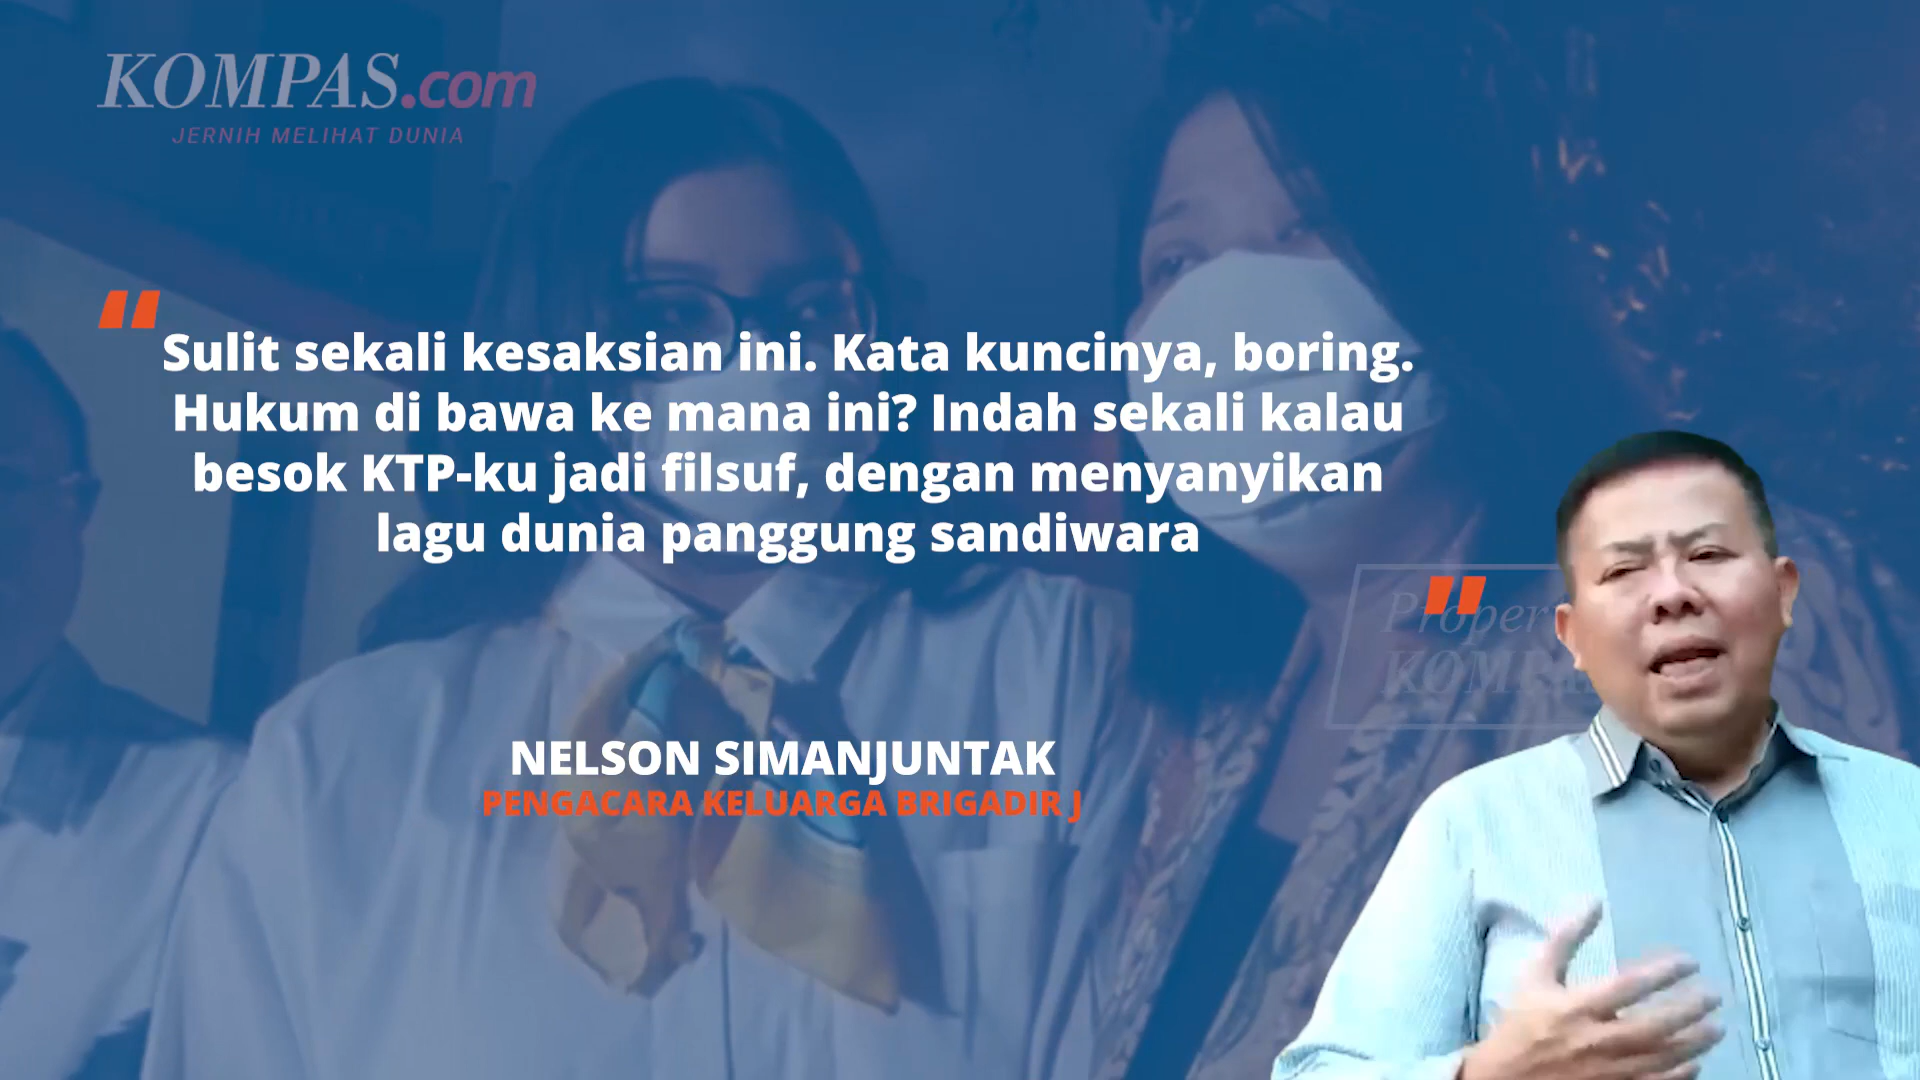 KOMPAS.com
JERNIH MELIHAT DUNIA
"Sulit sekali kesaksian ini. Kata kuncinya, boring.
Hukum di bawa ke mana ini? Indah sekali kalau
besok KTP-ku jadi filsuf, dengan menyanyikan
lagu dunia panggung sandiwara"
NELSON SIMANJUNTAK
PENGACARA KELUARGA BRIGADIR J